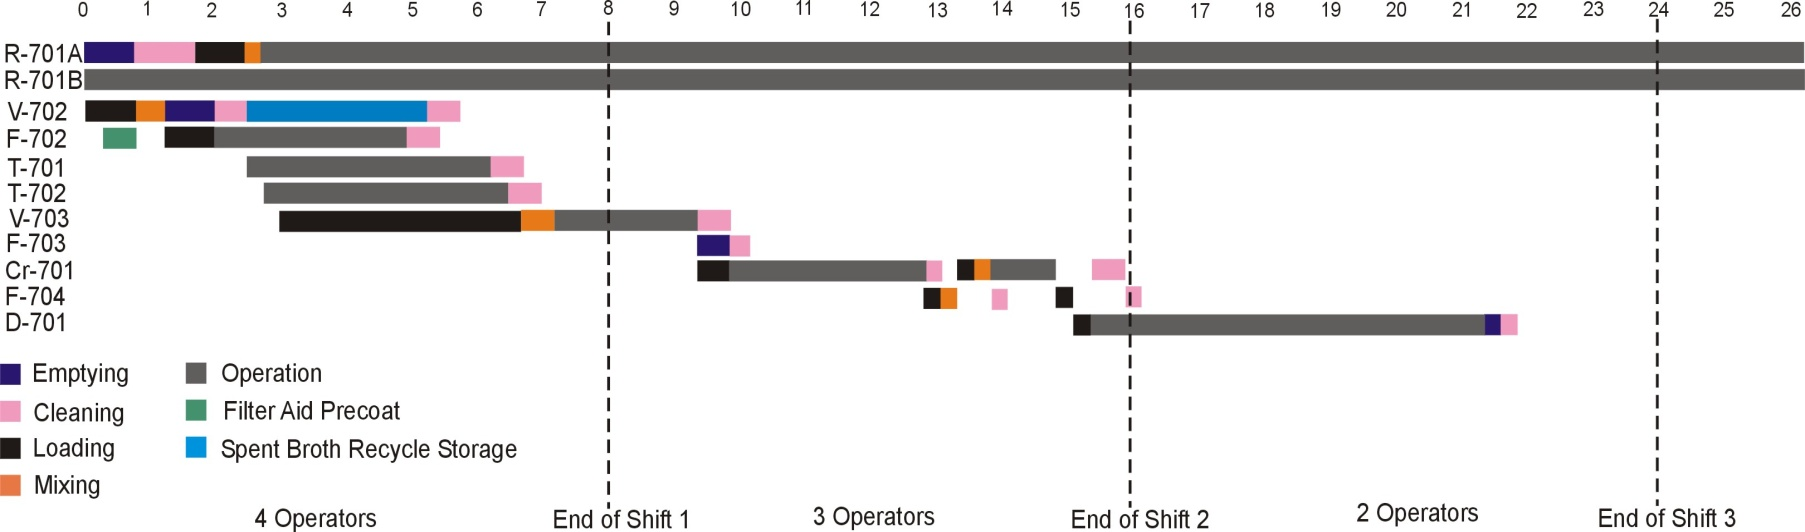 0 1 2 3 4 5 6 7 8 9 10 11 12 13 14 15 16 17 18 19 20 21 22 23 24 25 26
R-701A
R-701B
V-702
F-702
T-701
T-702
V-703
F-703
Cr-701
F-704
D-701
Emptying Operation
Cleaning Filter Aid Precoat
Loading Spent Broth Recycle Storage
Mixing
4 Operators End of Shift 1 3 Operators End of Shift 2 2 Operators End of Shift 3